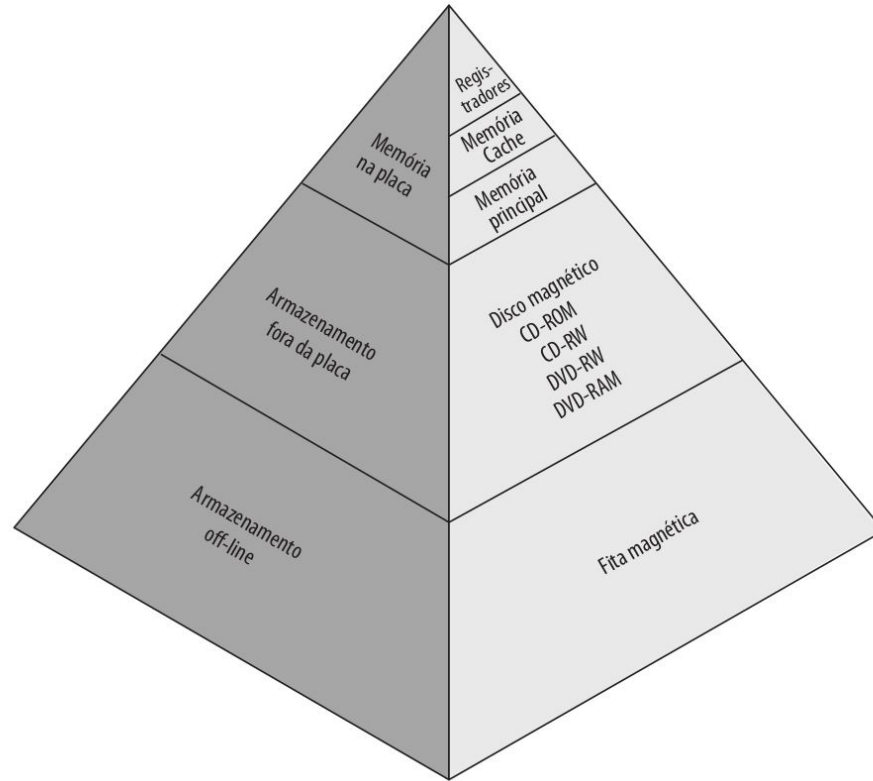 Regis-
tradores
Memória
Cache
Memória
principal
Memória
na placa
Disco magnético
CD-ROM
CD-RW
DVD-RW
DVD-RAM
Armazenamento
fora da placa
Fita magnética
Armazenamento
off-line